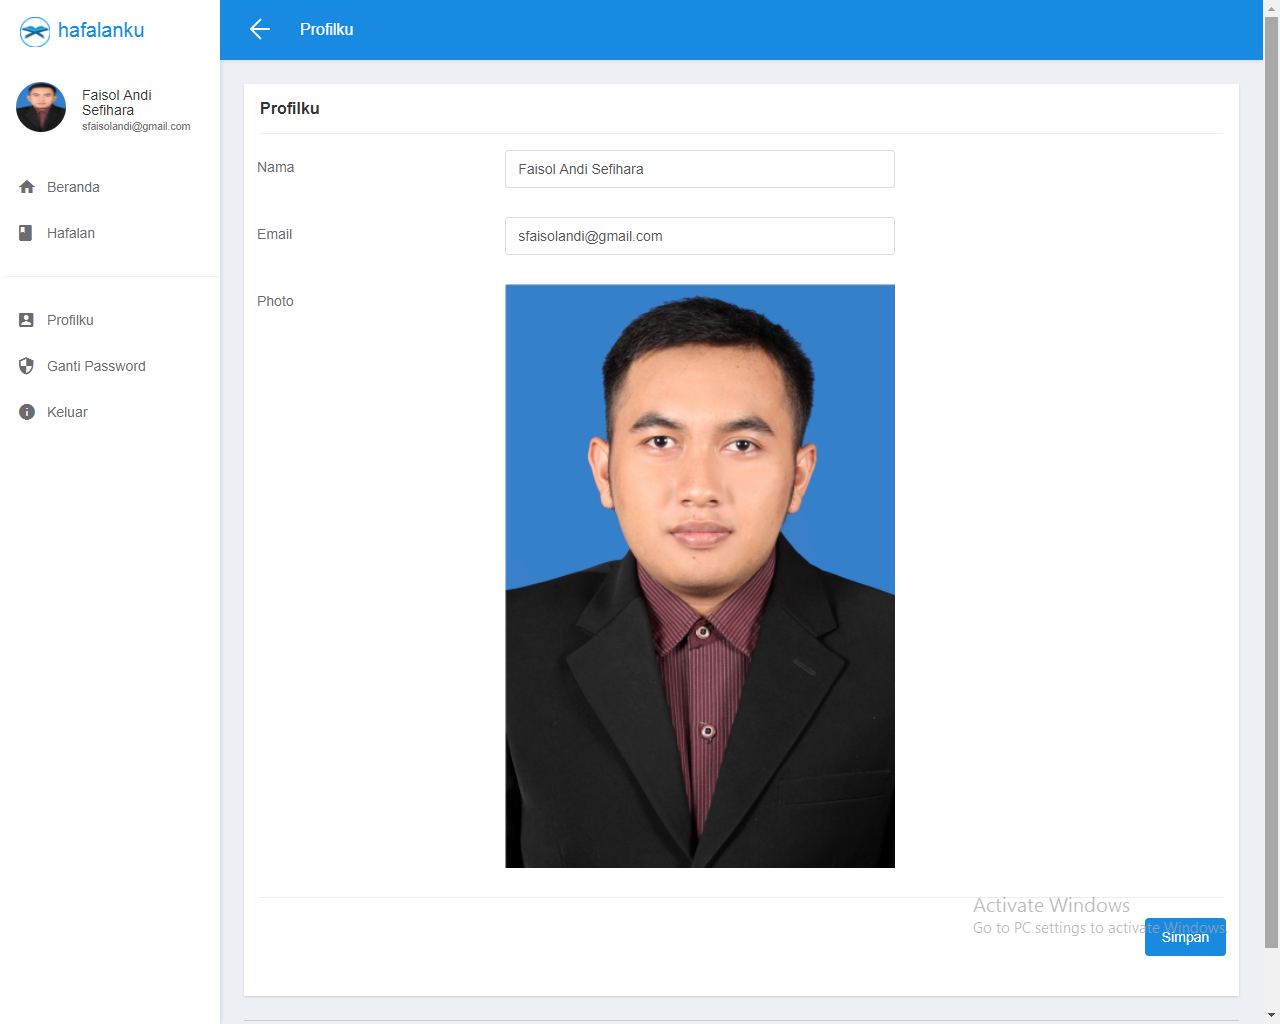 hafalanku
Profilku
Faisol Andi
Sefihara
sfaisolandi@gmail.com
Beranda
Hafalan
Profilku
Ganti Password
Keluar
Profilku
Nama
Faisol Andi Sefihara
Email
sfaisolandi@gmail.com
Photo
Activate Windows
Go to PC settings to activate Windows.
Simpan